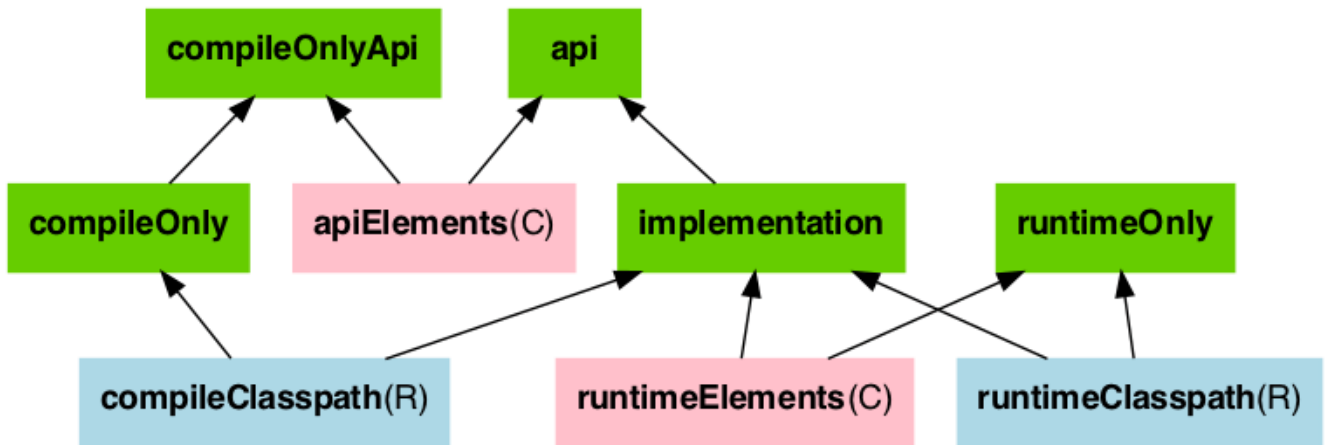 compileOnlyApi
api
compileOnly
apiElements(C)
implementation
runtimeOnly
compileClasspath(R)
runtimeElements(C)
runtimeClasspath(R)